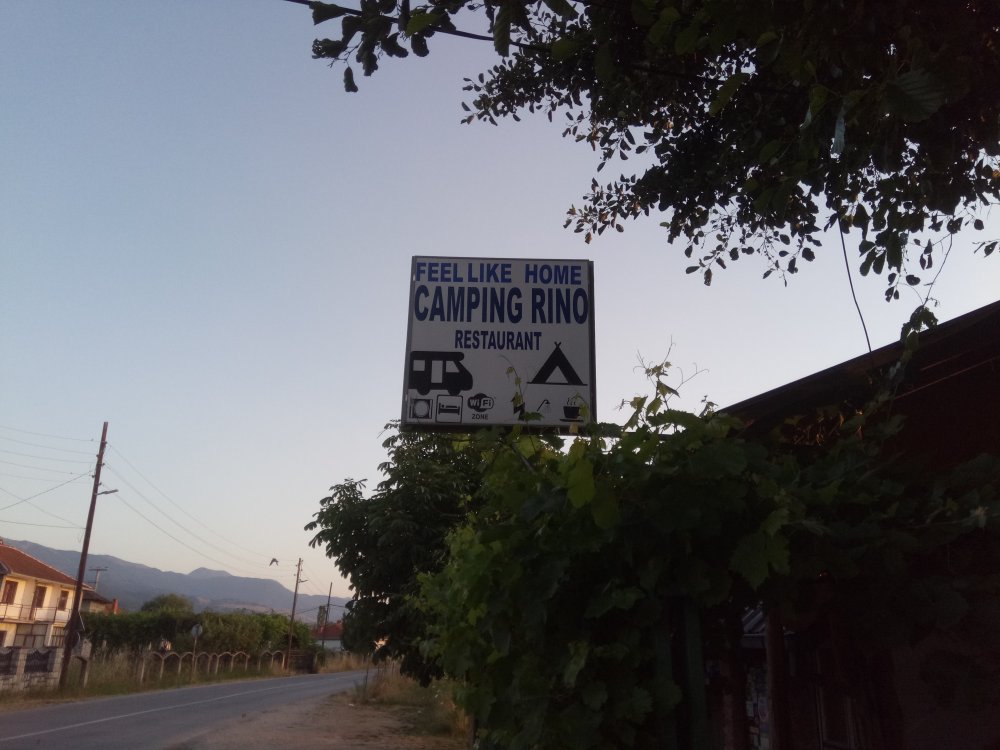 FEEL LIKE HOME
CAMPING RINO
RESTAURANT
WiFi
ZONE